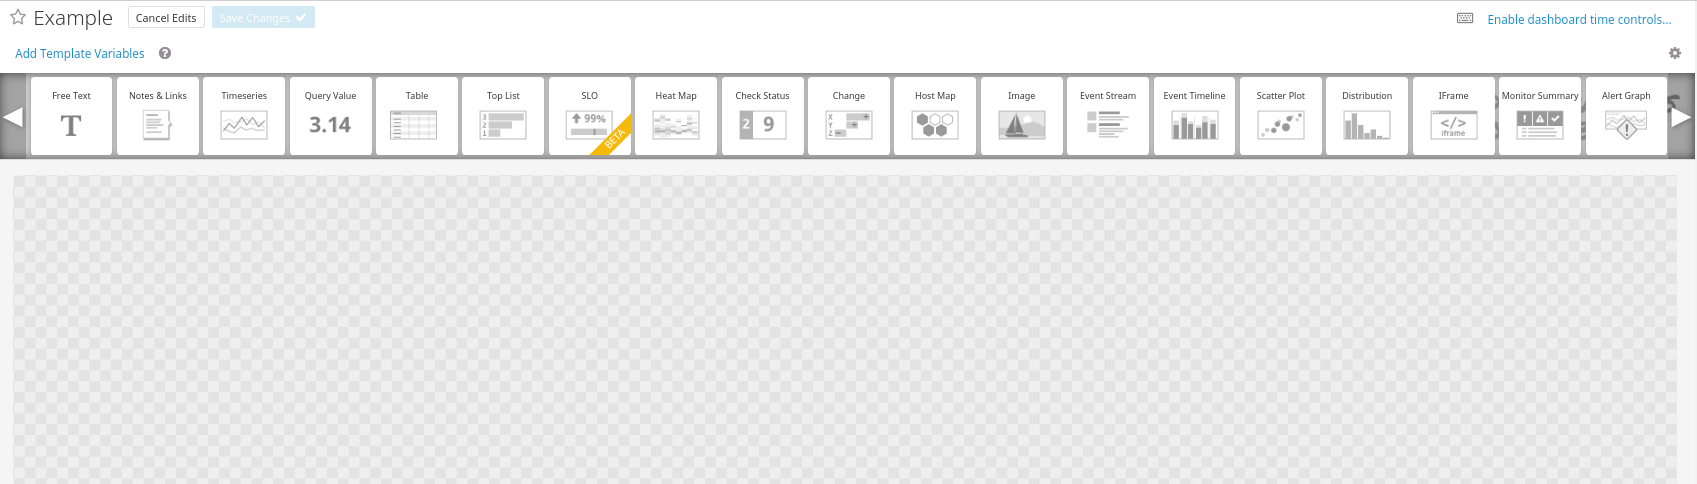 Example
Cancel Edits
Save Changes
Enable dashboard time controls...
Add Template Variables
?
Free Text
Notes & Links
Timeseries
Query Value
Table
Top List
SLO
Heat Map
Check Status
Change
Host Map
Image
Event Stream
Event Timeline
Scatter Plot
Distribution
IFrame
Monitor Summary
Alert Graph
T
3.14
3
2
1
99%
BETA
2
9
X
Y
Z
</>
iframe